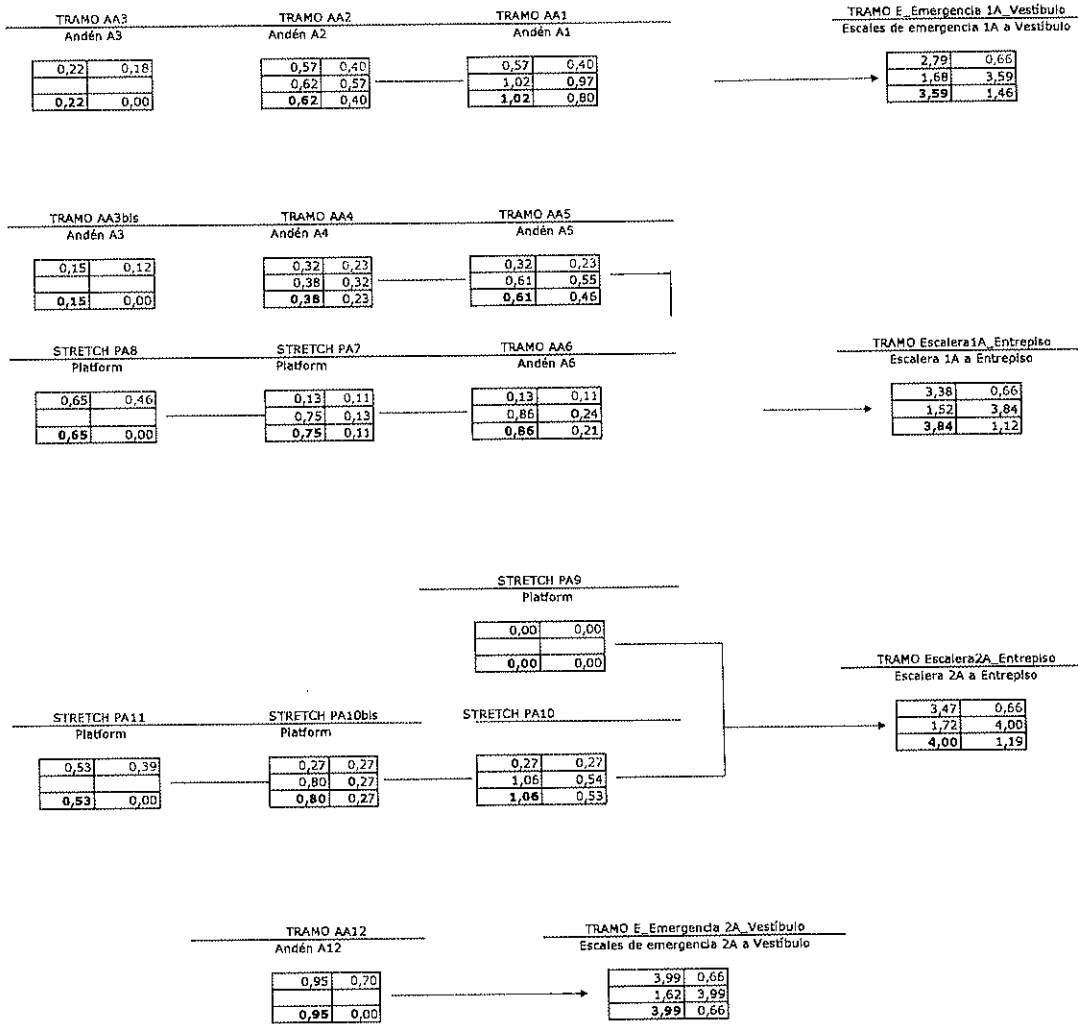 TRAMO AA3 TRAMO AA2 TRAMO AA1 TRAMO E_Emergencia 1A_Vestíbulo
Andén A3 Andén A2 Andén A1 Escales de emergencia 1A a Vestíbulo
0,22 0,18 0,57 0,40 0,57 0,40 2,79 0,66
0,62 0,57 1,02 0,97 1,68 3,59
0,22 0,00 0,62 0,40 1,02 0,80 3,59 1,46
TRAMO AA3bis TRAMO AA4 TRAMO AA5
Andén A3 Andén A4 Andén A5
0,15 0,12 0,32 0,23 0,32 0,23
0,38 0,32 0,61 0,55
0,15 0,00 0,38 0,23 0,61 0,46
STRETCH PA8 STRETCH PA7 TRAMO AA6 TRAMO Escalera1A_Entrepiso
Platform Platform Andén A6 Escalera 1A a Entrepiso
0,65 0,46 0,13 0,11 0,13 0,11 3,38 0,66
0,75 0,13 0,86 0,24 1,52 3,84
0,65 0,00 0,75 0,11 0,86 0,21 3,84 1,12
STRETCH PA9
Platform
0,00 0,00
0,00 0,00
TRAMO Escalera2A_Entrepiso
Escalera 2A a Entrepiso
3,47 0,66
1,72 4,00
4,00 1,19
STRETCH PA11 STRETCH PA10bis STRETCH PA10
Platform Platform
0,53 0,39 0,27 0,27 0,27 0,27
0,80 0,27 1,06 0,54
0,53 0,00 0,80 0,27 1,06 0,53
TRAMO AA12 TRAMO E_Emergencia 2A_Vestíbulo
Andén A12 Escales de emergencia 2A a Vestíbulo
0,95 0,70 3,99 0,66
1,62 3,99
0,95 0,00 3,99 0,66